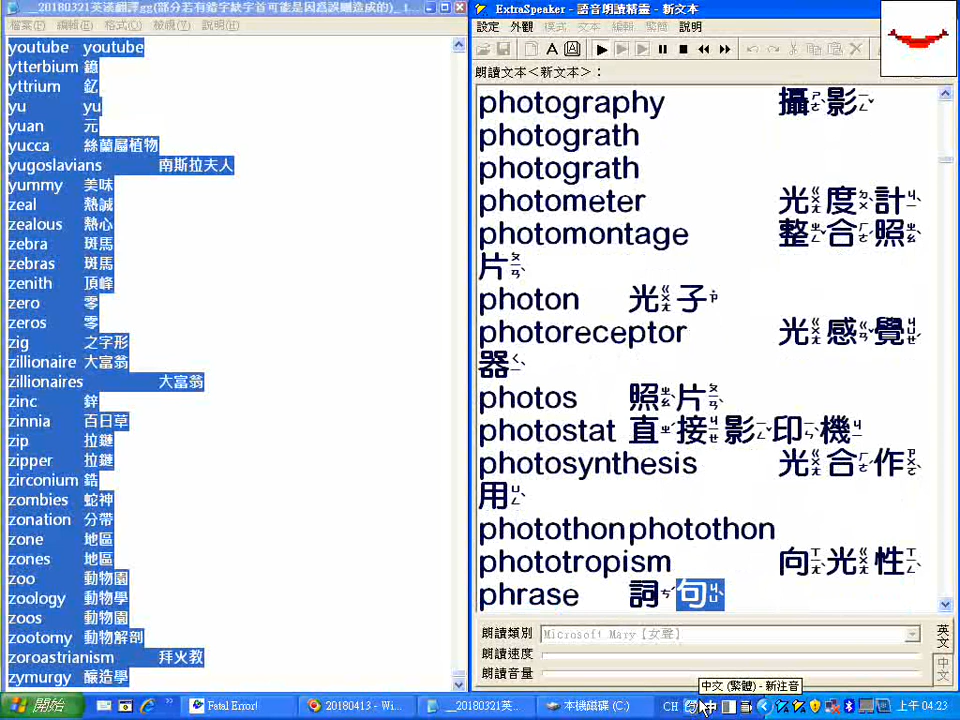 __20180321英漢翻譯gg(部分若有錯字缺字首可能是因為誤刪造成的)_1...
檔案(F) 編輯(E) 格式(O) 檢視(V) 說明(H)
youtube youtube
ytterbium 鐿
yttrium 釔
yu yu
yuan 元
yucca 絲蘭屬植物
yugoslavians 南斯拉夫人
yummy 美味
zeal 熱誠
zealous 熱心
zebra 斑馬
zebras 斑馬
zenith 頂峰
zero 零
zeros 零
zig 之字形
zillionaire 大富翁
zillionaires 大富翁
zinc 鋅
zinnia 百日草
zip 拉鏈
zipper 拉鏈
zirconium 鋯
zombies 蛇神
zonation 分帶
zone 地區
zones 地區
zoo 動物園
zoology 動物學
zoos 動物園
zootomy 動物解剖
zoroastrianism 拜火教
zymurgy 釀造學
ExtraSpeaker - 語音朗讀精靈 - 新文本
設定 外觀 模式 文本 編輯 繁簡 說明
朗讀文本<新文本>：
photography 攝影
photograth
photograth
photometer 光度計
photomontage 整合照
片
photon 光子
photoreceptor 光感覺
器
photos 照片
photostat 直接影印機
photosynthesis 光合作
用
photothon photothon
phototropism 向光性
phrase 詞句
朗讀類別 Microsoft Mary【女聲】
朗讀速度
朗讀音量
英文
中文
中文 (繁體) - 新注音
開始 Fatal Error! 20180413 - Wi... __20180321英... 本機磁碟 (C:) CH 上午 04:23